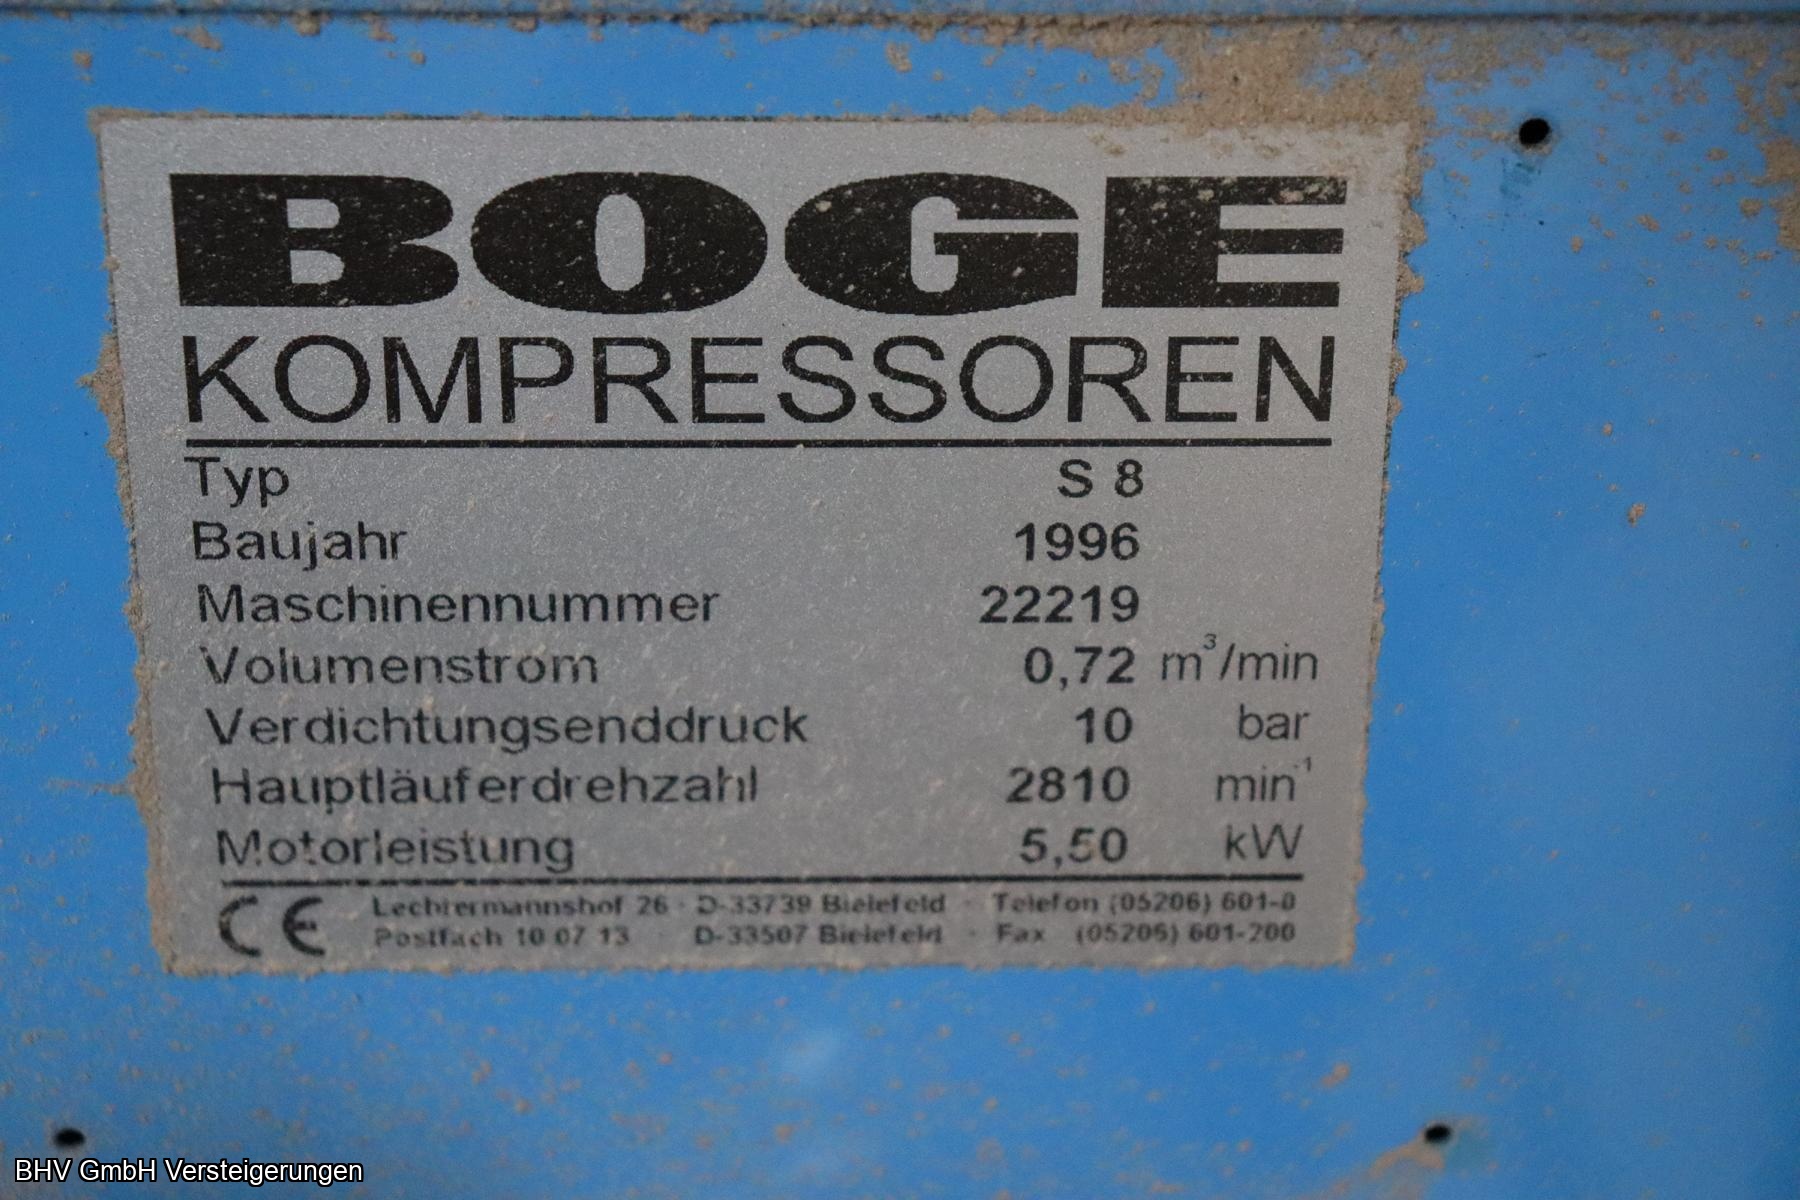 BOGE
KOMPRESSOREN
Typ S 8
Baujahr 1996
Maschinennummer 22219
Volumenstrom 0,72 m³/min
Verdichtungsenddruck 10 bar
Hauptläuferdrehzahl 2810 min⁻¹
Motorleistung 5,50 kW
CE Lechtermannshof 26 · D-33739 Bielefeld · Telefon (05206) 601-0
Postfach 10 07 13 · D-33507 Bielefeld · Fax (05206) 601-200
BHV GmbH Versteigerungen